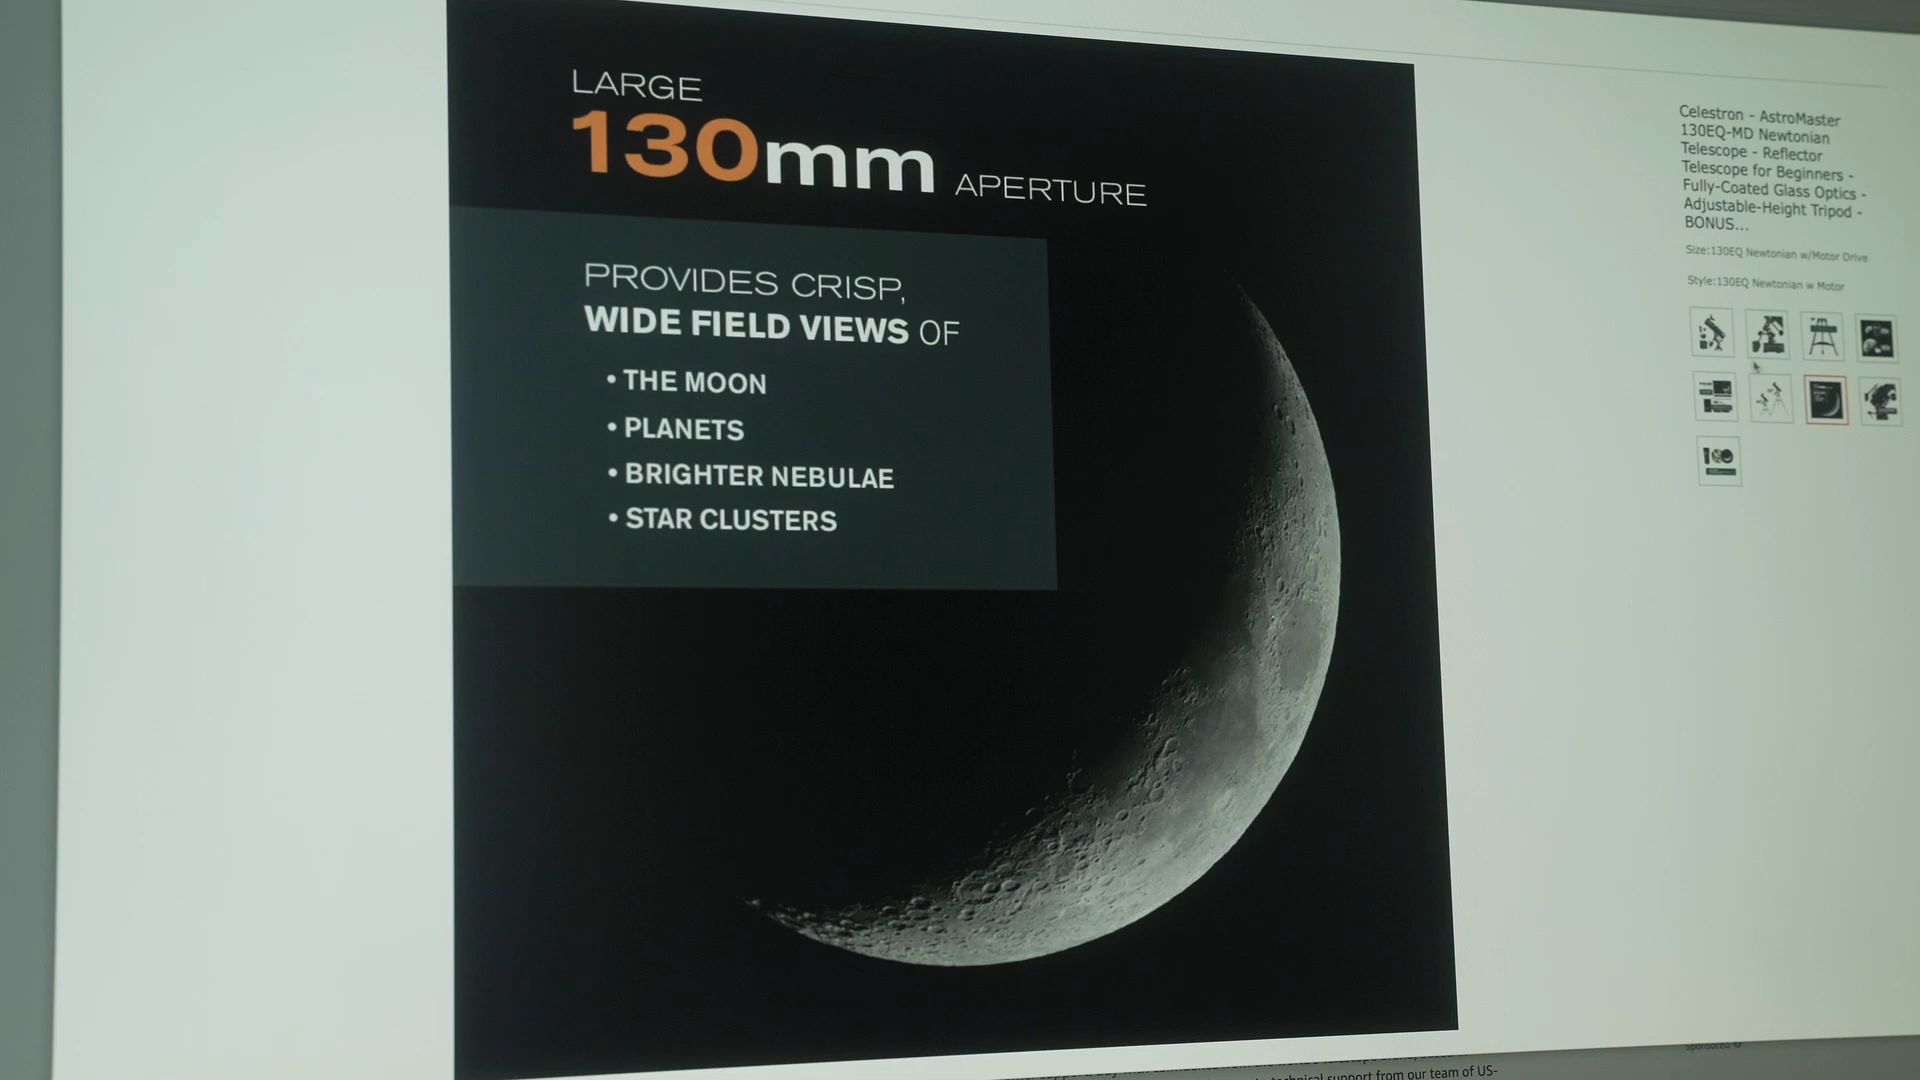 LARGE
130mm APERTURE
PROVIDES CRISP,
WIDE FIELD VIEWS OF
• THE MOON
• PLANETS
• BRIGHTER NEBULAE
• STAR CLUSTERS
Celestron - AstroMaster
130EQ-MD Newtonian
Telescope - Reflector
Telescope for Beginners -
Fully-Coated Glass Optics -
Adjustable-Height Tripod -
BONUS...
Size:130EQ Newtonian w/Motor Drive
Style:130EQ Newtonian w Motor
Sponsored
technical support from our team of US-